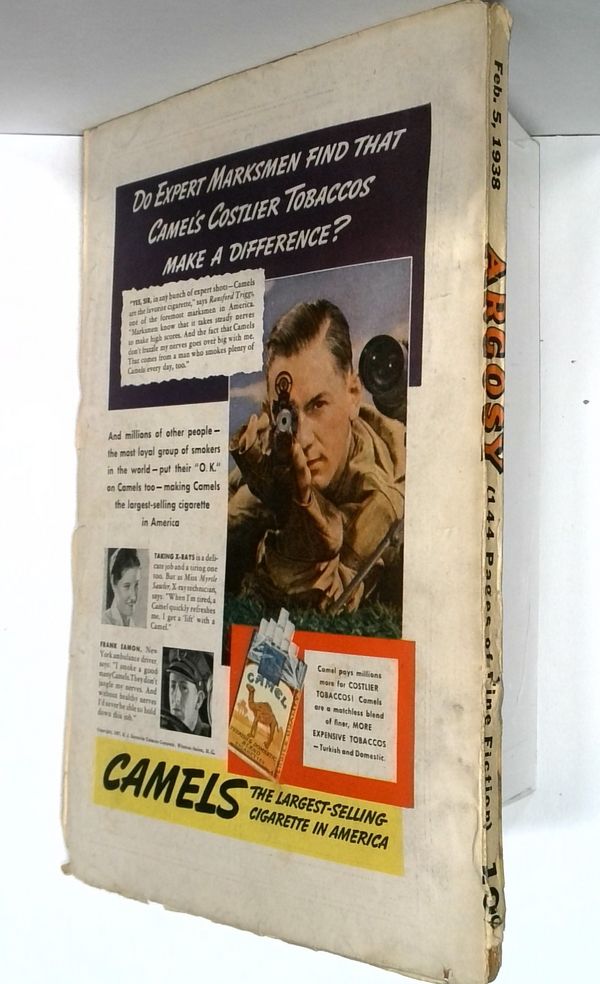 DO EXPERT MARKSMEN FIND THAT
CAMEL'S COSTLIER TOBACCOS
MAKE A DIFFERENCE?
"YES, SIR, in any bunch of expert shots—Camels
are the favorite cigarette," says Ransford Triggs,
one of the foremost marksmen in America.
"Marksmen know that it takes steady nerves
to make high scores. And the fact that Camels
don't frazzle my nerves goes over big with me.
That comes from a man who smokes plenty of
Camels every day, too."
And millions of other people—
the most loyal group of smokers
in the world—put their "O.K."
on Camels too—making Camels
the largest-selling cigarette
in America
TAKING X-RAYS is a deli-
cate job and a tiring one
too. But as Miss Myrtle
Sawler, X-ray technician,
says: "When I'm tired, a
Camel quickly refreshes
me. I get a 'lift' with a
Camel."
FRANK SAMON, New
York ambulance driver,
says: "I smoke a good
many Camels. They don't
jangle my nerves. And
without healthy nerves
I'd never be able to hold
down this job."
Copyright, 1937, R. J. Reynolds Tobacco Company, Winston-Salem, N. C.
CAMEL
Camel pays millions
more for COSTLIER
TOBACCOS! Camels
are a matchless blend
of finer, MORE
EXPENSIVE TOBACCOS
—Turkish and Domestic.
CAMELS
THE LARGEST-SELLING
CIGARETTE IN AMERICA
Feb. 5, 1938
ARGOSY
(144 Pages of Fine Fiction)
10¢